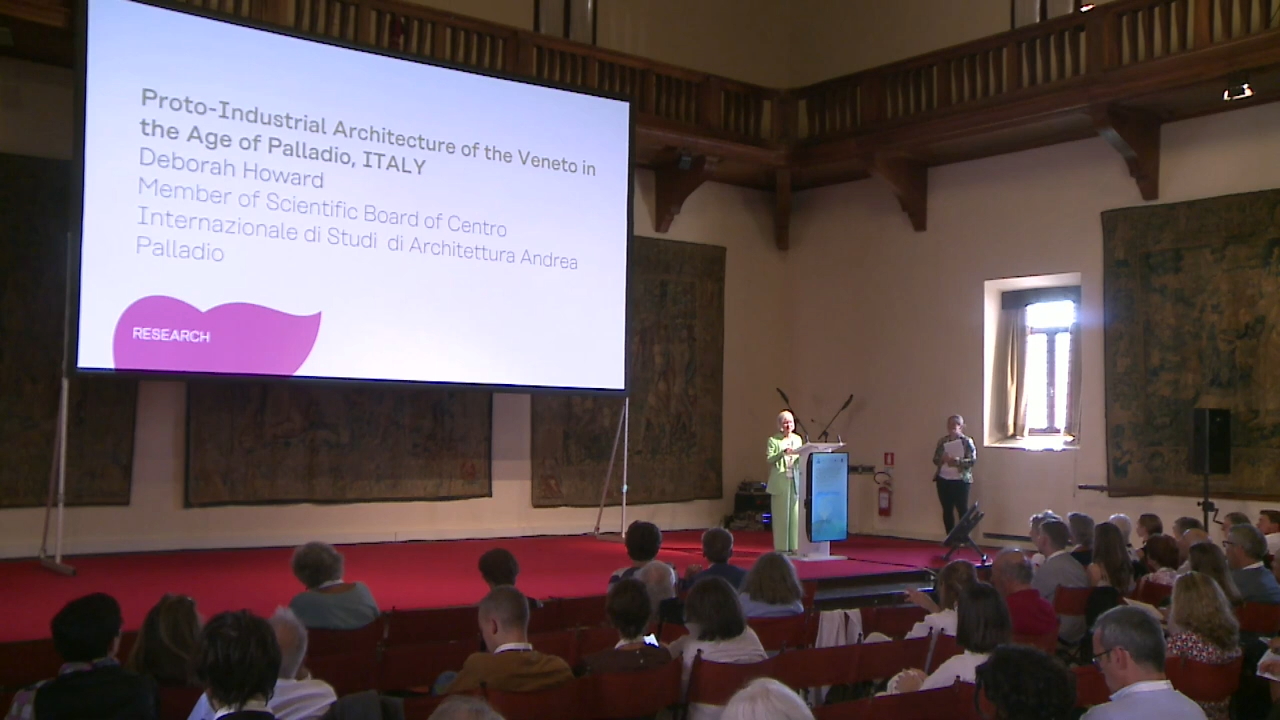 Proto-Industrial Architecture of the Veneto in
the Age of Palladio, ITALY
Deborah Howard
Member of Scientific Board of Centro
Internazionale di Studi di Architettura Andrea
Palladio
RESEARCH